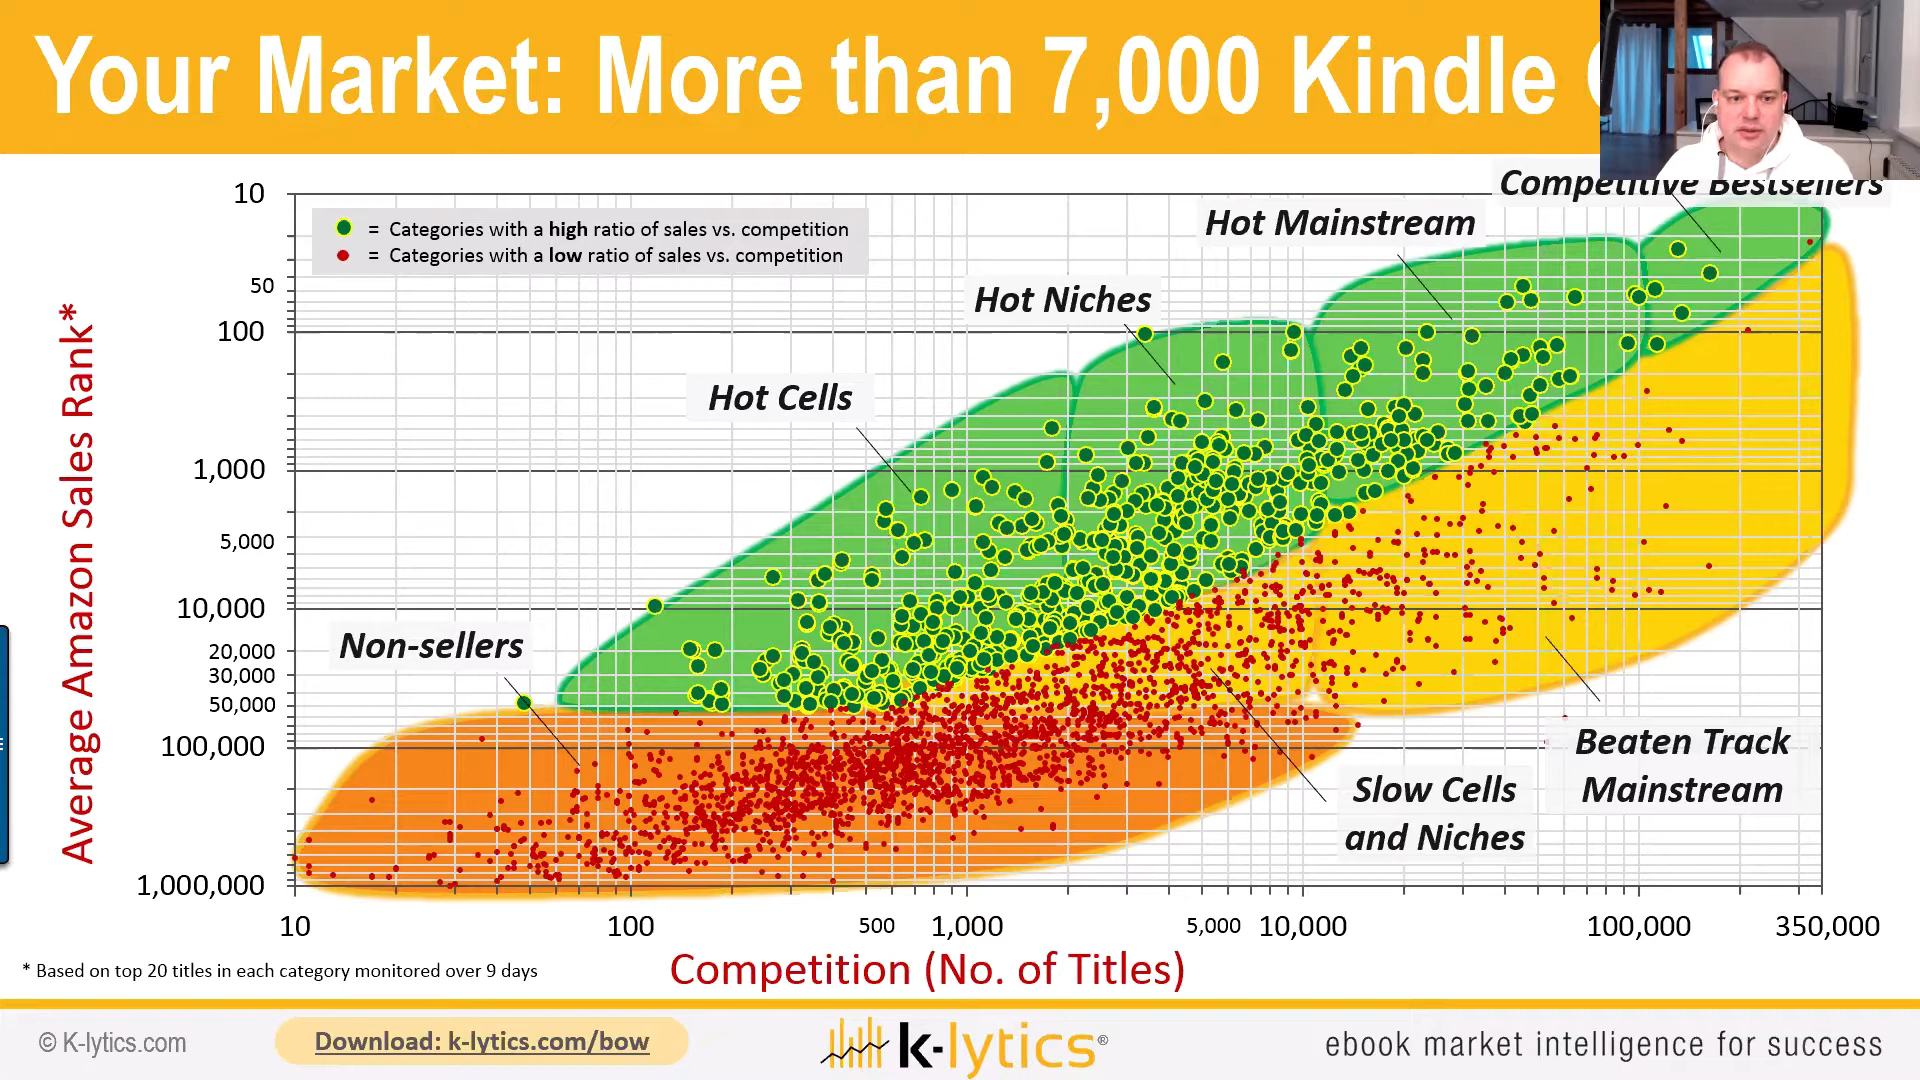 Your Market: More than 7,000 Kindle
Competitive Bestsellers
10
Hot Mainstream
= Categories with a high ratio of sales vs. competition
= Categories with a low ratio of sales vs. competition
50
Hot Niches
100
Hot Cells
1,000
5,000
10,000
Non-sellers
20,000
30,000
50,000
100,000
Beaten Track
Mainstream
Slow Cells
and Niches
1,000,000
Average Amazon Sales Rank*
10 100 500 1,000 5,000 10,000 100,000 350,000
* Based on top 20 titles in each category monitored over 9 days
Competition (No. of Titles)
© K-lytics.com
Download: k-lytics.com/bow
k-lytics®
ebook market intelligence for success